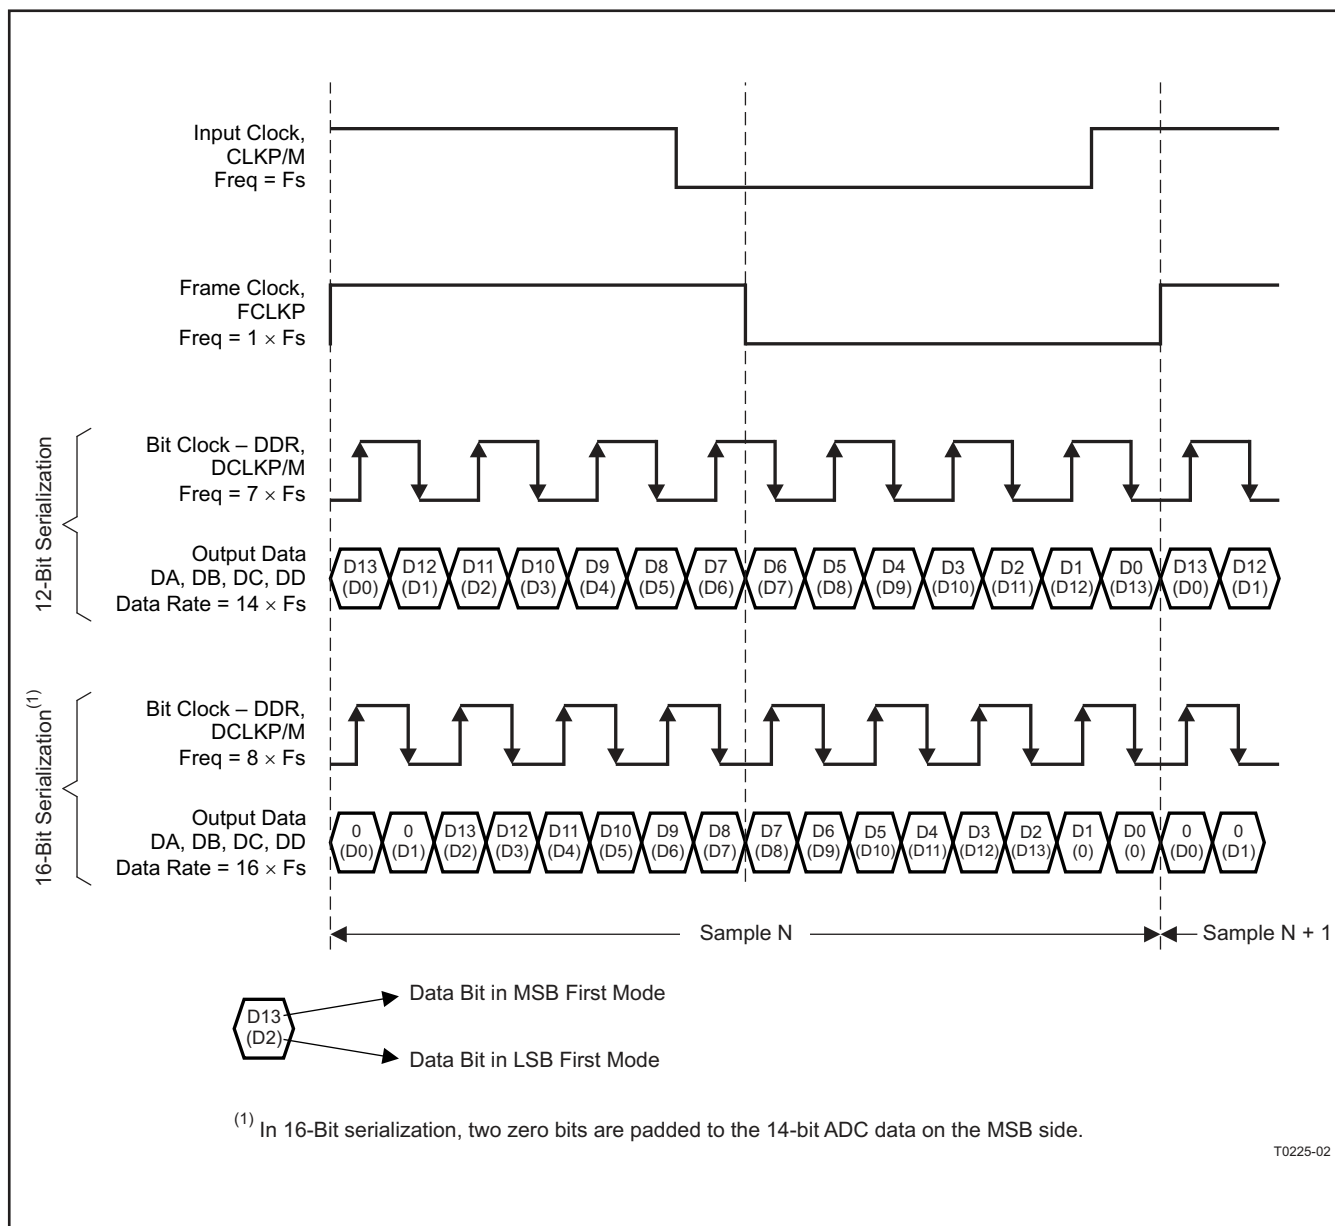 Input Clock,
CLKP/M
Freq = Fs
Frame Clock,
FCLKP
Freq = 1 × Fs
12-Bit Serialization
Bit Clock – DDR,
DCLKP/M
Freq = 7 × Fs
Output Data
DA, DB, DC, DD
Data Rate = 14 × Fs
D13 D12 D11 D10 D9 D8 D7 D6 D5 D4 D3 D2 D1 D0 D13 D12
(D0) (D1) (D2) (D3) (D4) (D5) (D6) (D7) (D8) (D9) (D10) (D11) (D12) (D13) (D0) (D1)
16-Bit Serialization(1)
Bit Clock – DDR,
DCLKP/M
Freq = 8 × Fs
Output Data
DA, DB, DC, DD
Data Rate = 16 × Fs
0 0 D13 D12 D11 D10 D9 D8 D7 D6 D5 D4 D3 D2 D1 D0 0 0
(D0) (D1) (D2) (D3) (D4) (D5) (D6) (D7) (D8) (D9) (D10) (D11) (D12) (D13) (0) (0) (D0) (D1)
Sample N
Sample N + 1
D13
(D2)
Data Bit in MSB First Mode
Data Bit in LSB First Mode
(1) In 16-Bit serialization, two zero bits are padded to the 14-bit ADC data on the MSB side.
T0225-02